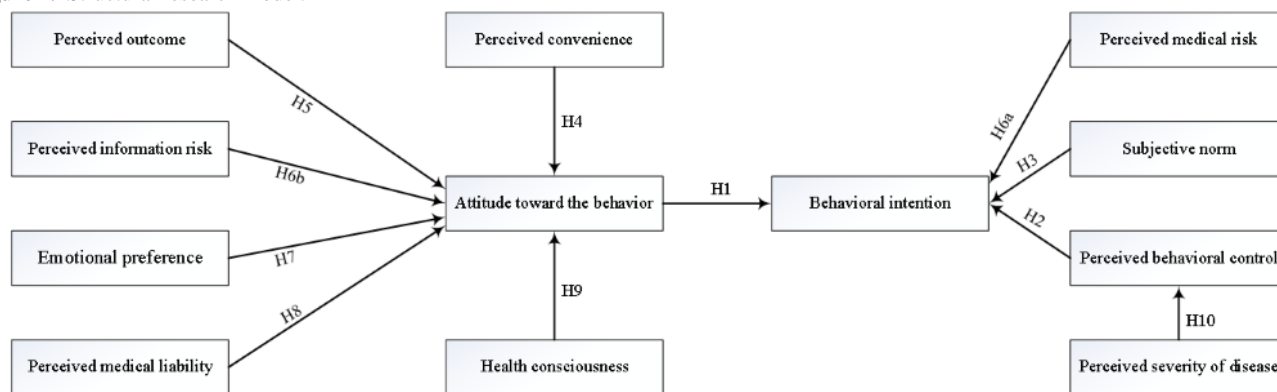 Perceived outcome
Perceived convenience
Perceived medical risk
H5
H4
H6a
Perceived information risk
Subjective norm
H6b
H3
Attitude toward the behavior
H1
Behavioral intention
H2
Emotional preference
H7
Perceived behavioral control
H8
H9
H10
Perceived medical liability
Health consciousness
Perceived severity of disease